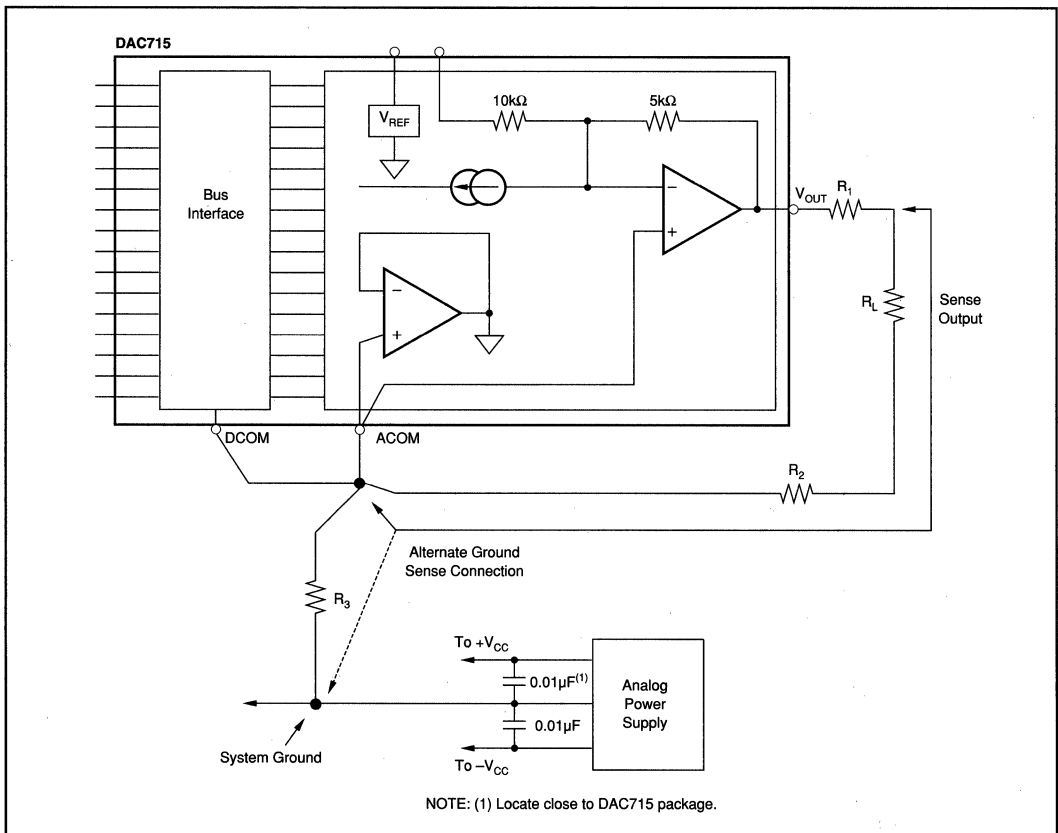 DAC715
10kΩ
5kΩ
V_REF
Bus
Interface
V_OUT
R_1
R_L
Sense
Output
DCOM
ACOM
R_2
Alternate Ground
Sense Connection
R_3
To +V_CC
0.01µF(1)
Analog
Power
Supply
0.01µF
System Ground
To –V_CC
NOTE: (1) Locate close to DAC715 package.